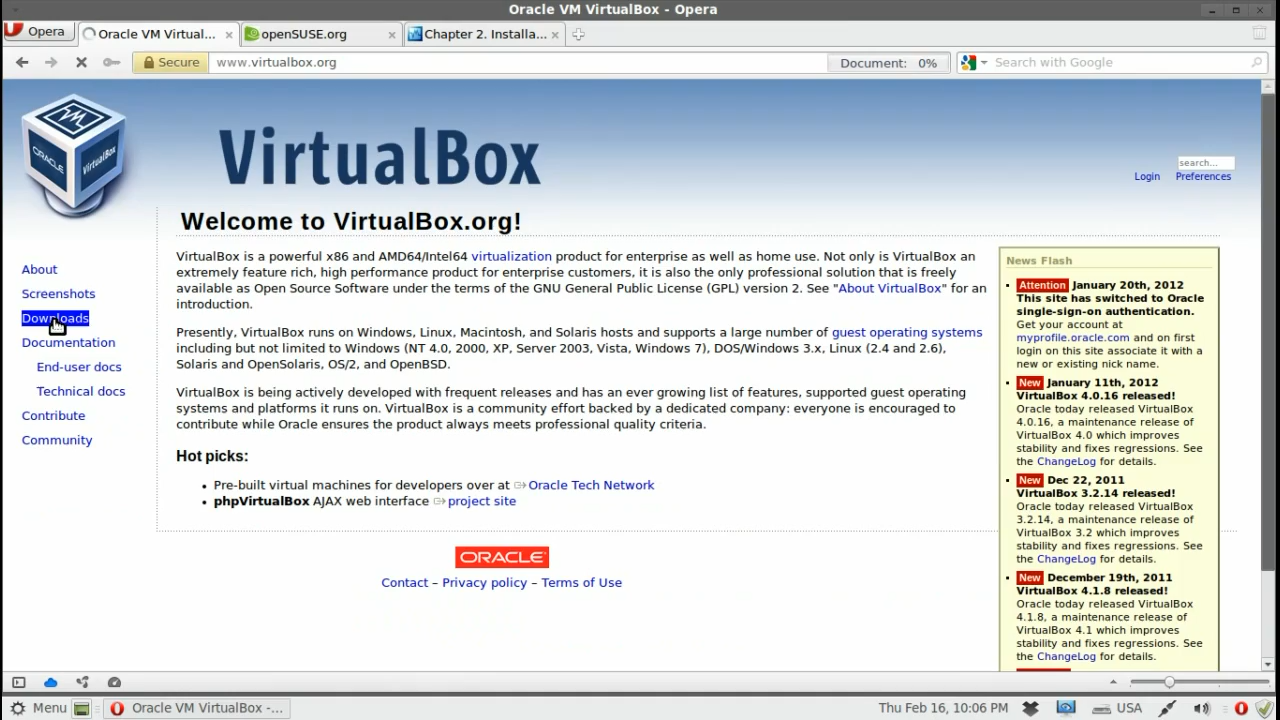 Oracle VM VirtualBox - Opera
Opera
Oracle VM Virtual...
openSUSE.org
Chapter 2. Installa...
Secure
www.virtualbox.org
Document: 0%
Search with Google
VM
ORACLE
VirtualBox
VirtualBox
search...
Login
Preferences
Welcome to VirtualBox.org!
About
Screenshots
Downloads
Documentation
End-user docs
Technical docs
Contribute
Community
VirtualBox is a powerful x86 and AMD64/Intel64 virtualization product for enterprise as well as home use. Not only is VirtualBox an
extremely feature rich, high performance product for enterprise customers, it is also the only professional solution that is freely
available as Open Source Software under the terms of the GNU General Public License (GPL) version 2. See "About VirtualBox" for an
introduction.
Presently, VirtualBox runs on Windows, Linux, Macintosh, and Solaris hosts and supports a large number of guest operating systems
including but not limited to Windows (NT 4.0, 2000, XP, Server 2003, Vista, Windows 7), DOS/Windows 3.x, Linux (2.4 and 2.6),
Solaris and OpenSolaris, OS/2, and OpenBSD.
VirtualBox is being actively developed with frequent releases and has an ever growing list of features, supported guest operating
systems and platforms it runs on. VirtualBox is a community effort backed by a dedicated company: everyone is encouraged to
contribute while Oracle ensures the product always meets professional quality criteria.
Hot picks:
Pre-built virtual machines for developers over at Oracle Tech Network
phpVirtualBox AJAX web interface project site
ORACLE
Contact – Privacy policy – Terms of Use
News Flash
Attention January 20th, 2012
This site has switched to Oracle
single-sign-on authentication.
Get your account at
myprofile.oracle.com and on first
login on this site associate it with a
new or existing nick name.
New January 11th, 2012
VirtualBox 4.0.16 released!
Oracle today released VirtualBox
4.0.16, a maintenance release of
VirtualBox 4.0 which improves
stability and fixes regressions. See
the ChangeLog for details.
New Dec 22, 2011
VirtualBox 3.2.14 released!
Oracle today released VirtualBox
3.2.14, a maintenance release of
VirtualBox 3.2 which improves
stability and fixes regressions. See
the ChangeLog for details.
New December 19th, 2011
VirtualBox 4.1.8 released!
Oracle today released VirtualBox
4.1.8, a maintenance release of
VirtualBox 4.1 which improves
stability and fixes regressions. See
the ChangeLog for details.
Menu
Oracle VM VirtualBox -...
Thu Feb 16, 10:06 PM
USA